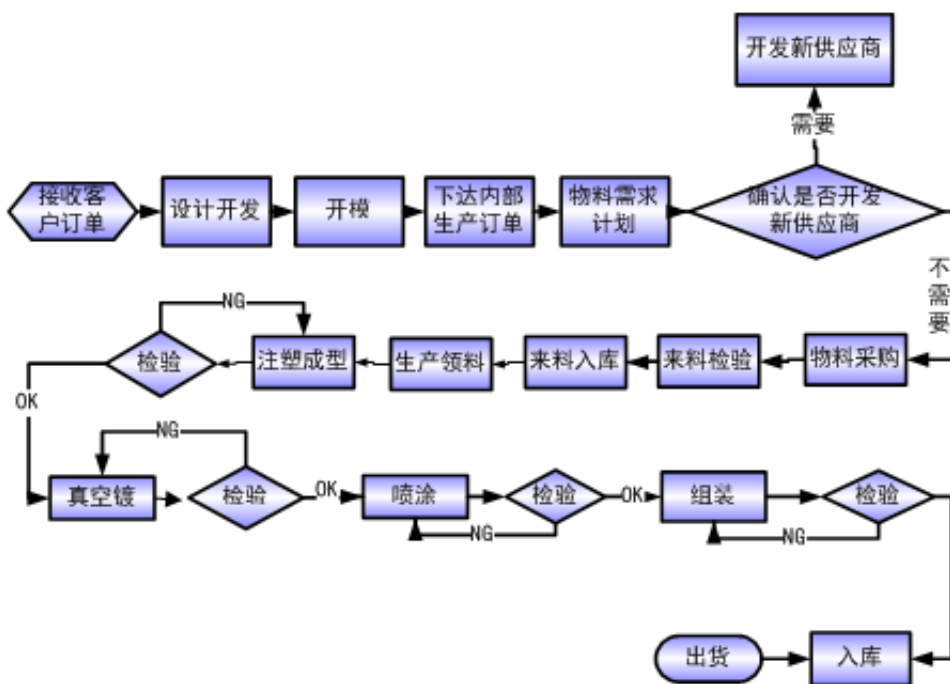 开发新供应商
需要
接收客
户订单
设计开发
开模
下达内部
生产订单
物料需求
计划
确认是否开发
新供应商
不
需
要
NG
检验
注塑成型
生产领料
来料入库
来料检验
物料采购
OK
NG
真空镀
检验
OK
喷涂
检验
OK
组装
检验
NG
NG
出货
入库